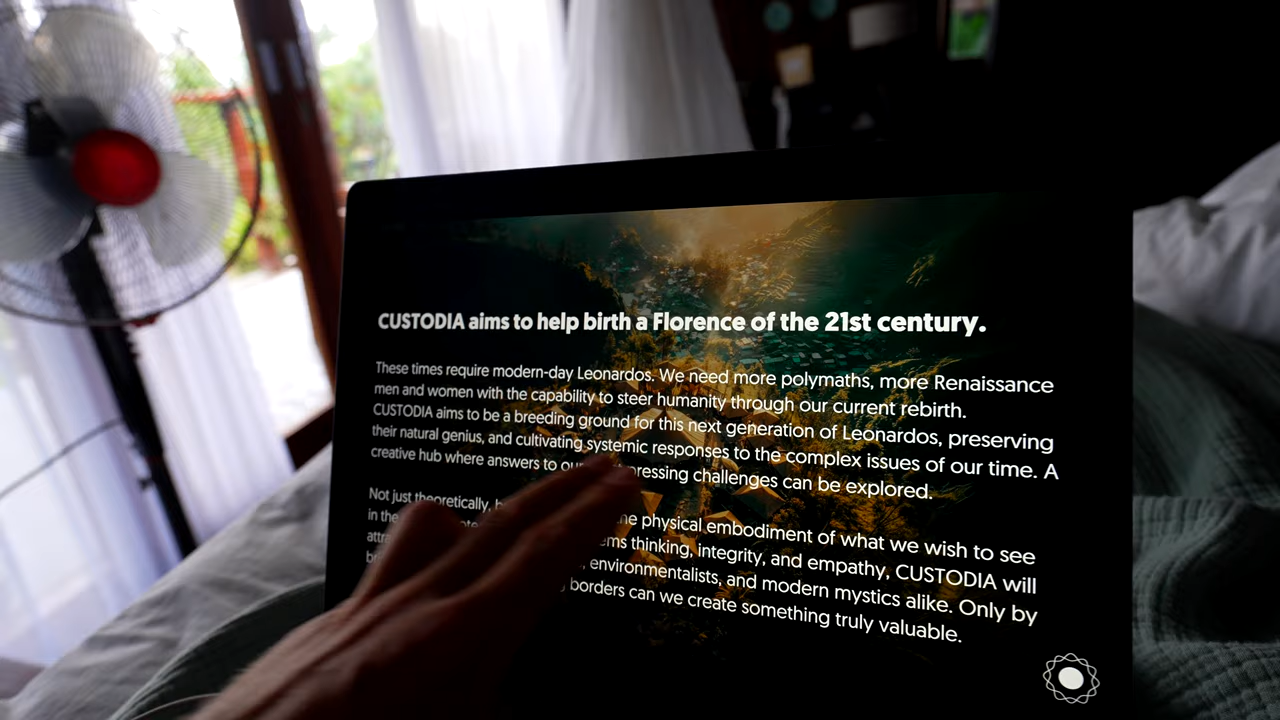 CUSTODIA aims to help birth a Florence of the 21st century.
These times require modern-day Leonardos. We need more polymaths, more Renaissance
men and women with the capability to steer humanity through our current rebirth.
CUSTODIA aims to be a breeding ground for this next generation of Leonardos, preserving
their natural genius, and cultivating systemic responses to the complex issues of our time. A
creative hub where answers to our pressing challenges can be explored.
Not just theoretically, the physical embodiment of what we wish to see
in the thinking, integrity, and empathy, CUSTODIA will
environmentalists, and modern mystics alike. Only by
borders can we create something truly valuable.